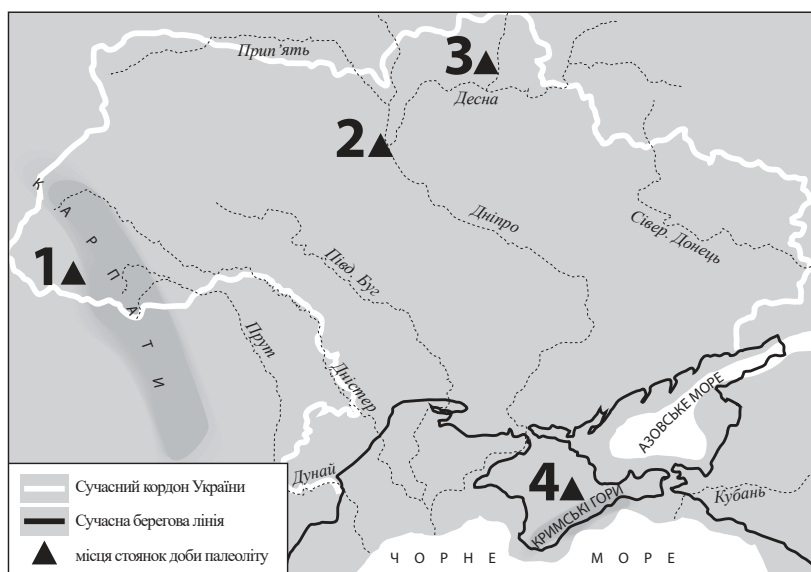 Прип’ять
3
Десна
2
КАРПАТИ
Дніпро
Сівер. Донець
1
Півд. Буг
Прут
Дністер
АЗОВСЬКЕ МОРЕ
Дунай
4
КРИМСЬКІ ГОРИ
Кубань
ЧОРНЕ МОРЕ
Сучасний кордон України
Сучасна берегова лінія
місця стоянок доби палеоліту